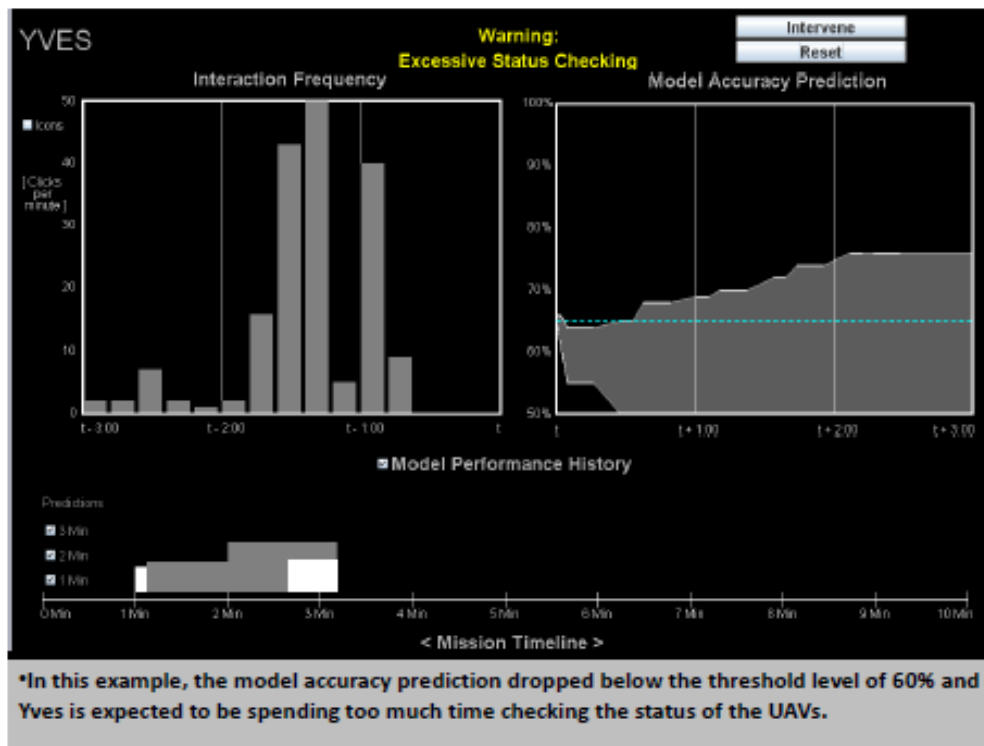 YVES
Warning:
Excessive Status Checking
Intervene
Reset
Interaction Frequency
Model Accuracy Prediction
Icons
[Clicks
per
minute]
50
40
30
20
10
0
t - 3:00
t - 2:00
t - 1:00
t
100%
90%
80%
70%
60%
50%
t
t + 1:00
t + 2:00
t + 3:00
Model Performance History
Predictions
3 Min
2 Min
1 Min
0 Min 1 Min 2 Min 3 Min 4 Min 5 Min 6 Min 7 Min 8 Min 9 Min 10 Min
< Mission Timeline >
*In this example, the model accuracy prediction dropped below the threshold level of 60% and
Yves is expected to be spending too much time checking the status of the UAVs.